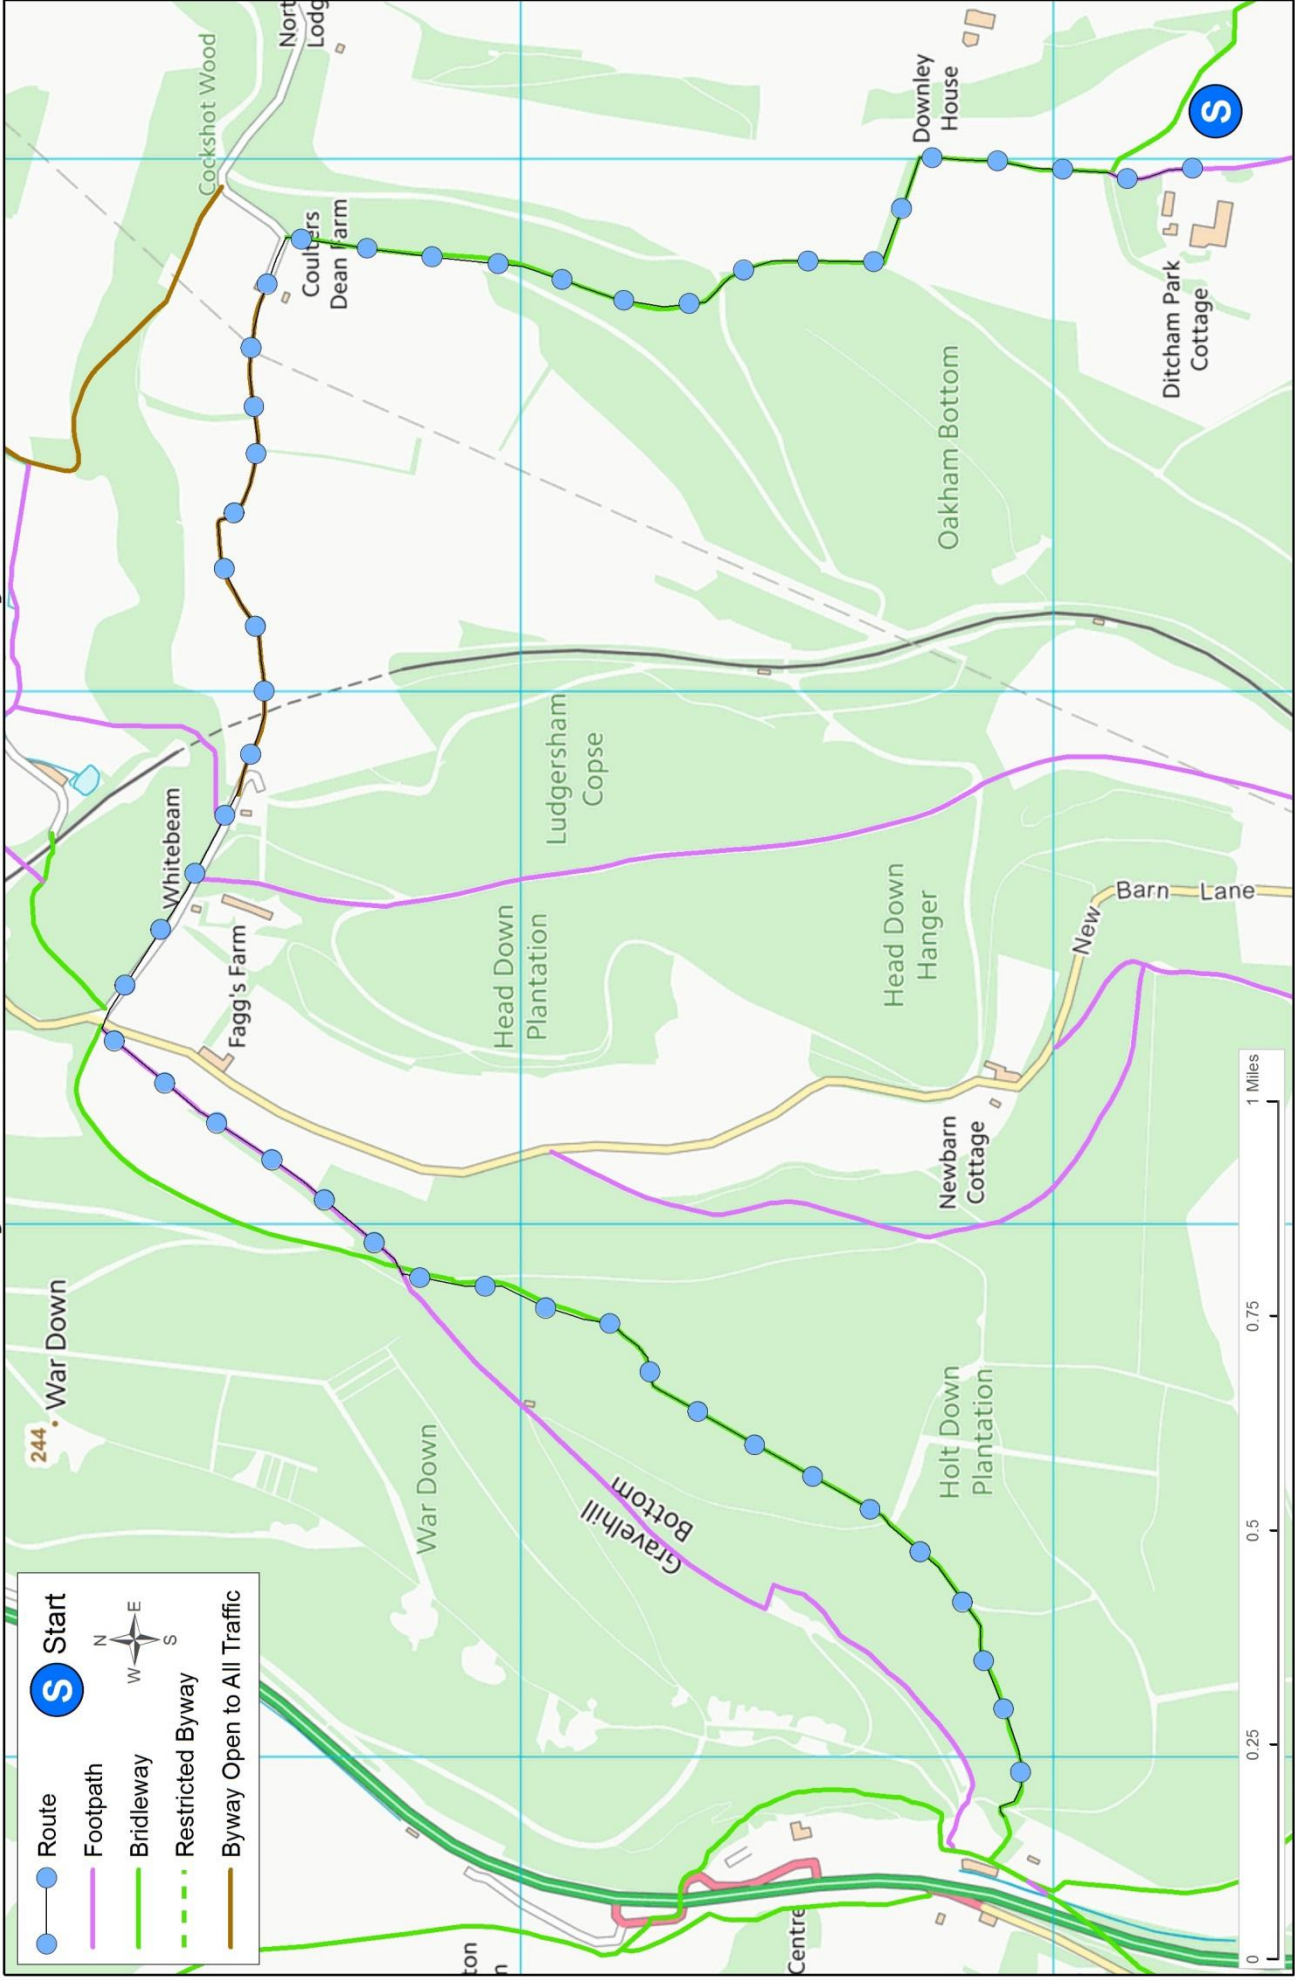 S Start
Route
N
W E
S
Footpath
Bridleway
Restricted Byway
Byway Open to All Traffic
244
War Down
War Down
Gravelhill
Bottom
Holt Down
Plantation
Centre
ton
Whitebeam
Fagg's Farm
Head Down
Plantation
Ludgersham
Copse
Head Down
Hanger
Newbarn
Cottage
New Barn Lane
Cockshot Wood
Nort
Lodg
Coulters
Dean Farm
Oakham Bottom
Downley
House
Ditcham Park
Cottage
S
0 0.25 0.5 0.75 1 Miles